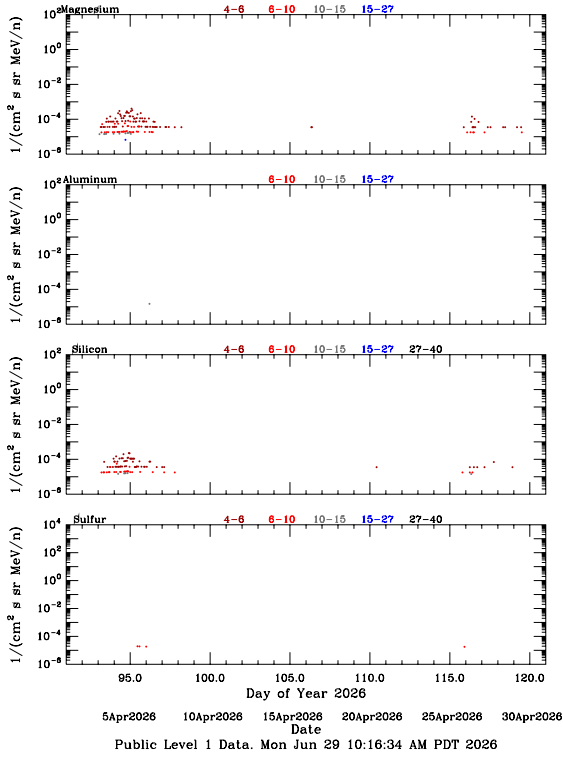 Magnesium 4-6 6-10 10-15 15-27
10² 10⁰ 10⁻² 10⁻⁴ 10⁻⁶
1/(cm² s sr MeV/n)
Aluminum 6-10 10-15 15-27
10² 10⁰ 10⁻² 10⁻⁴ 10⁻⁶
1/(cm² s sr MeV/n)
Silicon 4-6 6-10 10-15 15-27 27-40
10² 10⁰ 10⁻² 10⁻⁴ 10⁻⁶
1/(cm² s sr MeV/n)
Sulfur 4-6 6-10 10-15 15-27 27-40
10⁴ 10² 10⁰ 10⁻² 10⁻⁴ 10⁻⁶
1/(cm² s sr MeV/n)
95.0 100.0 105.0 110.0 115.0 120.0
Day of Year 2026
5Apr2026 10Apr2026 15Apr2026 20Apr2026 25Apr2026 30Apr2026
Date
Public Level 1 Data. Mon Jun 29 10:16:34 AM PDT 2026